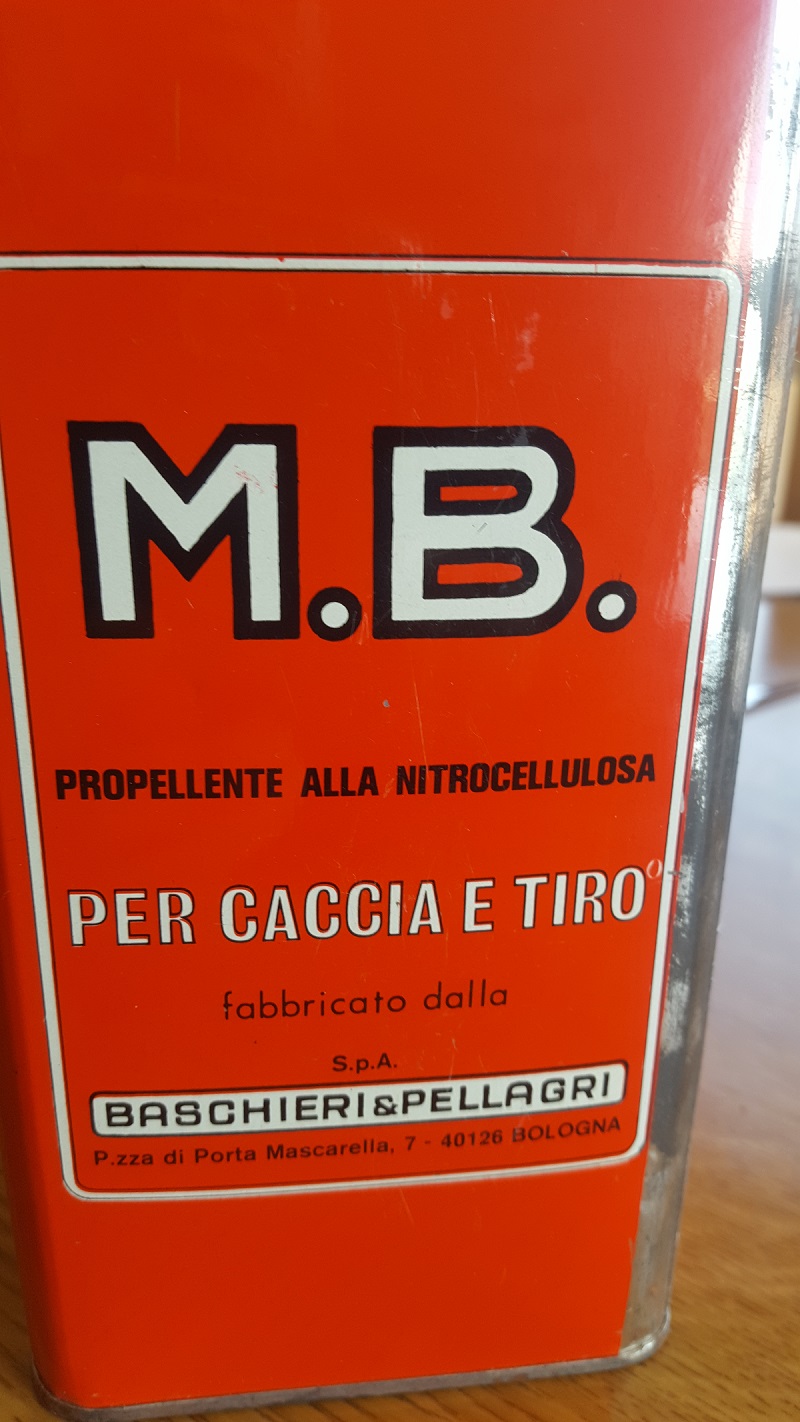 M.B.
PROPELLENTE ALLA NITROCELLULOSA
PER CACCIA E TIRO
fabbricato dalla
S.p.A.
BASCHIERI&PELLAGRI
P.zza di Porta Mascarella, 7 - 40126 BOLOGNA